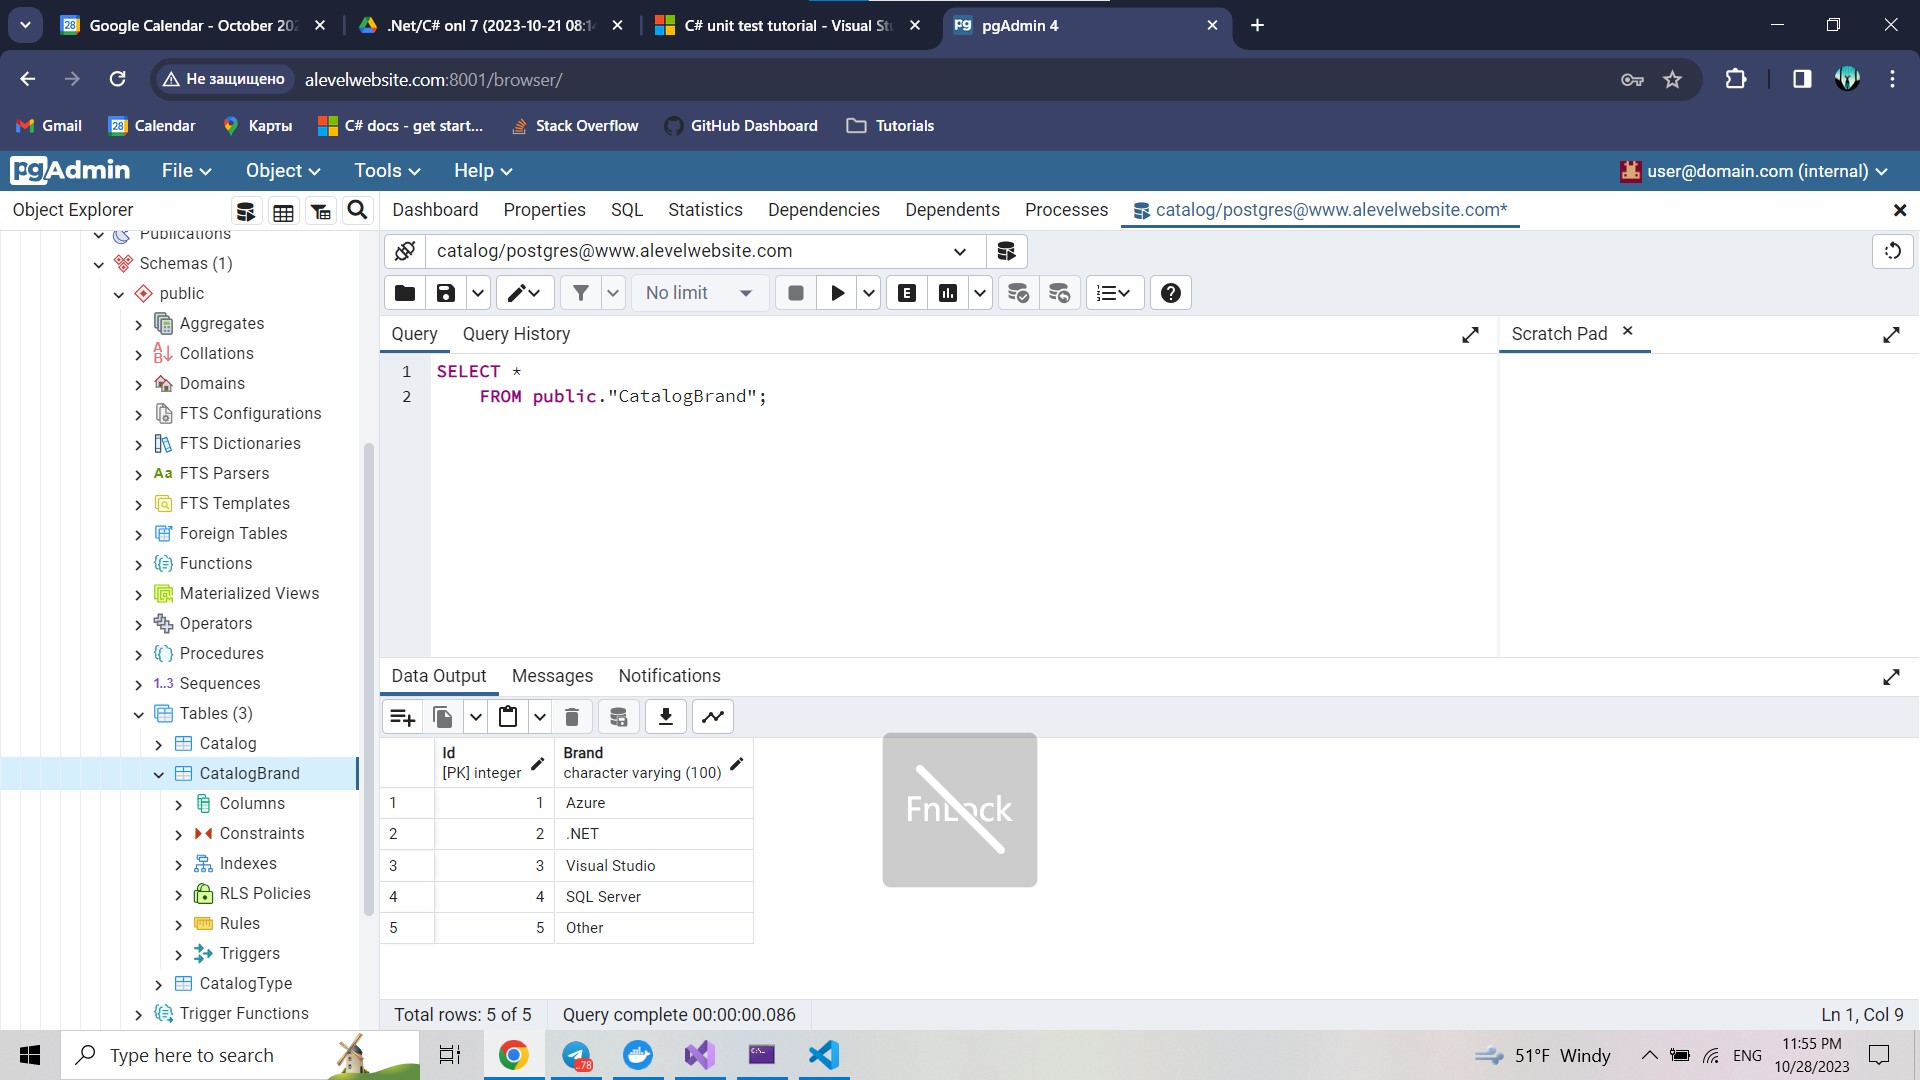 Google Calendar - October 202
.Net/C# onl 7 (2023-10-21 08:1
C# unit test tutorial - Visual Stu
pgAdmin 4
Не защищено
alevelwebsite.com:8001/browser/
Gmail
Calendar
Карты
C# docs - get start...
Stack Overflow
GitHub Dashboard
Tutorials
pgAdmin
File
Object
Tools
Help
user@domain.com (internal)
Object Explorer
Dashboard
Properties
SQL
Statistics
Dependencies
Dependents
Processes
catalog/postgres@www.alevelwebsite.com*
Publications
Schemas (1)
public
Aggregates
Collations
Domains
FTS Configurations
FTS Dictionaries
Aa FTS Parsers
FTS Templates
Foreign Tables
Functions
Materialized Views
Operators
Procedures
1..3 Sequences
Tables (3)
Catalog
CatalogBrand
Columns
Constraints
Indexes
RLS Policies
Rules
Triggers
CatalogType
Trigger Functions
catalog/postgres@www.alevelwebsite.com
No limit
E
Query
Query History
Scratch Pad
1 SELECT *
2 FROM public."CatalogBrand";
Data Output
Messages
Notifications
Id
[PK] integer
Brand
character varying (100)
1 1 Azure
2 2 .NET
3 3 Visual Studio
4 4 SQL Server
5 5 Other
FnLock
Total rows: 5 of 5
Query complete 00:00:00.086
Ln 1, Col 9
Type here to search
..78
51°F Windy
ENG
11:55 PM
10/28/2023